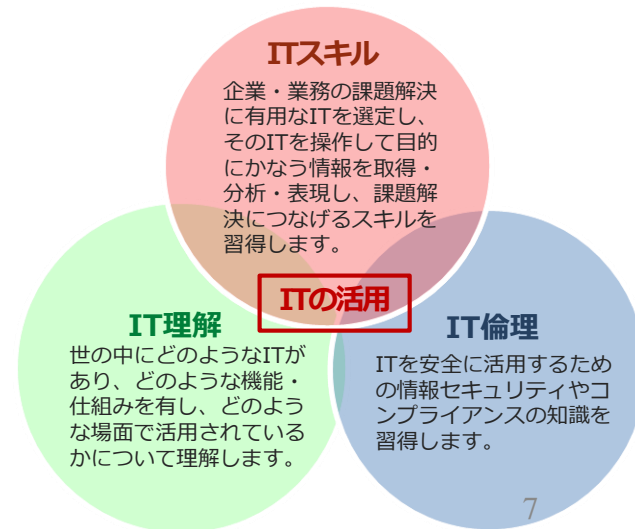 ITスキル
企業・業務の課題解決
に有用なITを選定し、
そのITを操作して目的
にかなう情報を取得・
分析・表現し、課題解
決につなげるスキルを
習得します。
ITの活用
IT理解
世の中にどのようなITが
あり、どのような機能・
仕組みを有し、どのよう
な場面で活用されている
かについて理解します。
IT倫理
ITを安全に活用するため
の情報セキュリティやコ
ンプライアンスの知識を
習得します。
7